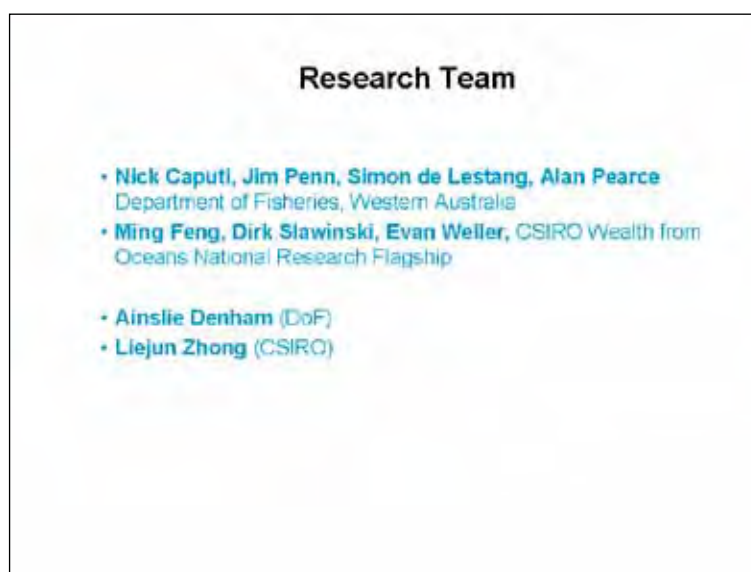 Research Team
• Nick Caputi, Jim Penn, Simon de Lestang, Alan Pearce
Department of Fisheries, Western Australia
• Ming Feng, Dirk Slawinski, Evan Weller, CSIRO Wealth from
Oceans National Research Flagship
• Ainslie Denham (DoF)
• Liejun Zhong (CSIRO)